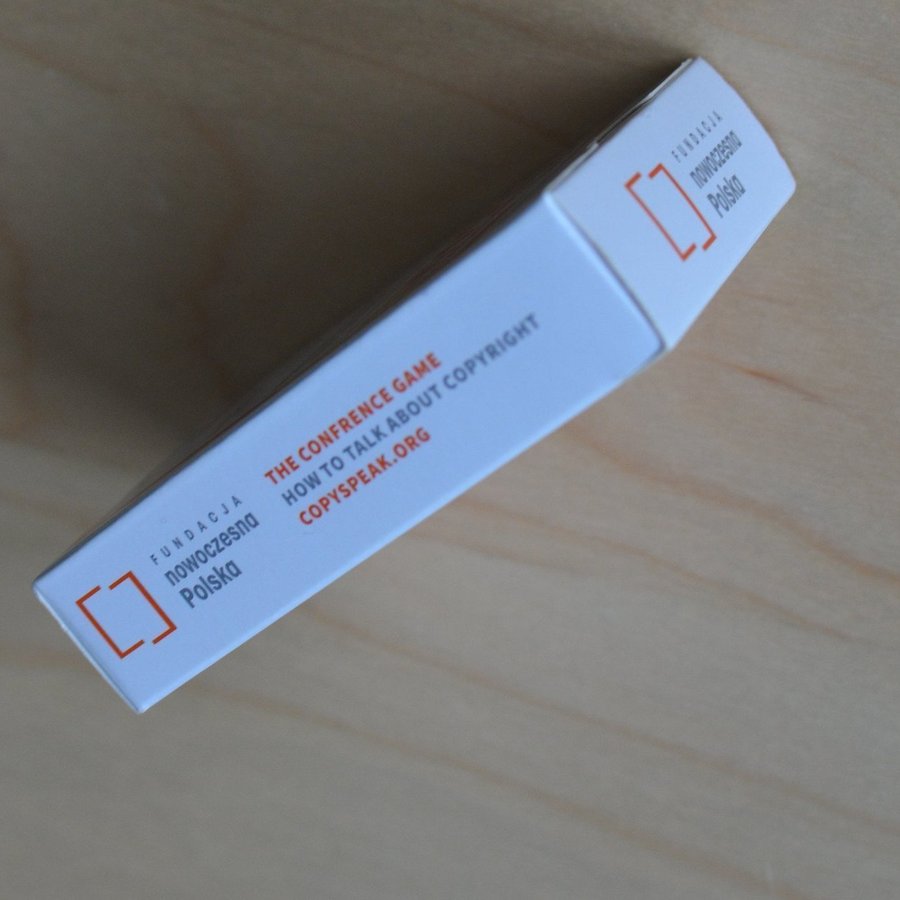 FUNDACJA
nowoczesna
Polska
THE CONFRENCE GAME
HOW TO TALK ABOUT COPYRIGHT
COPYSPEAK.ORG
FUNDACJA
nowoczesna
Polska